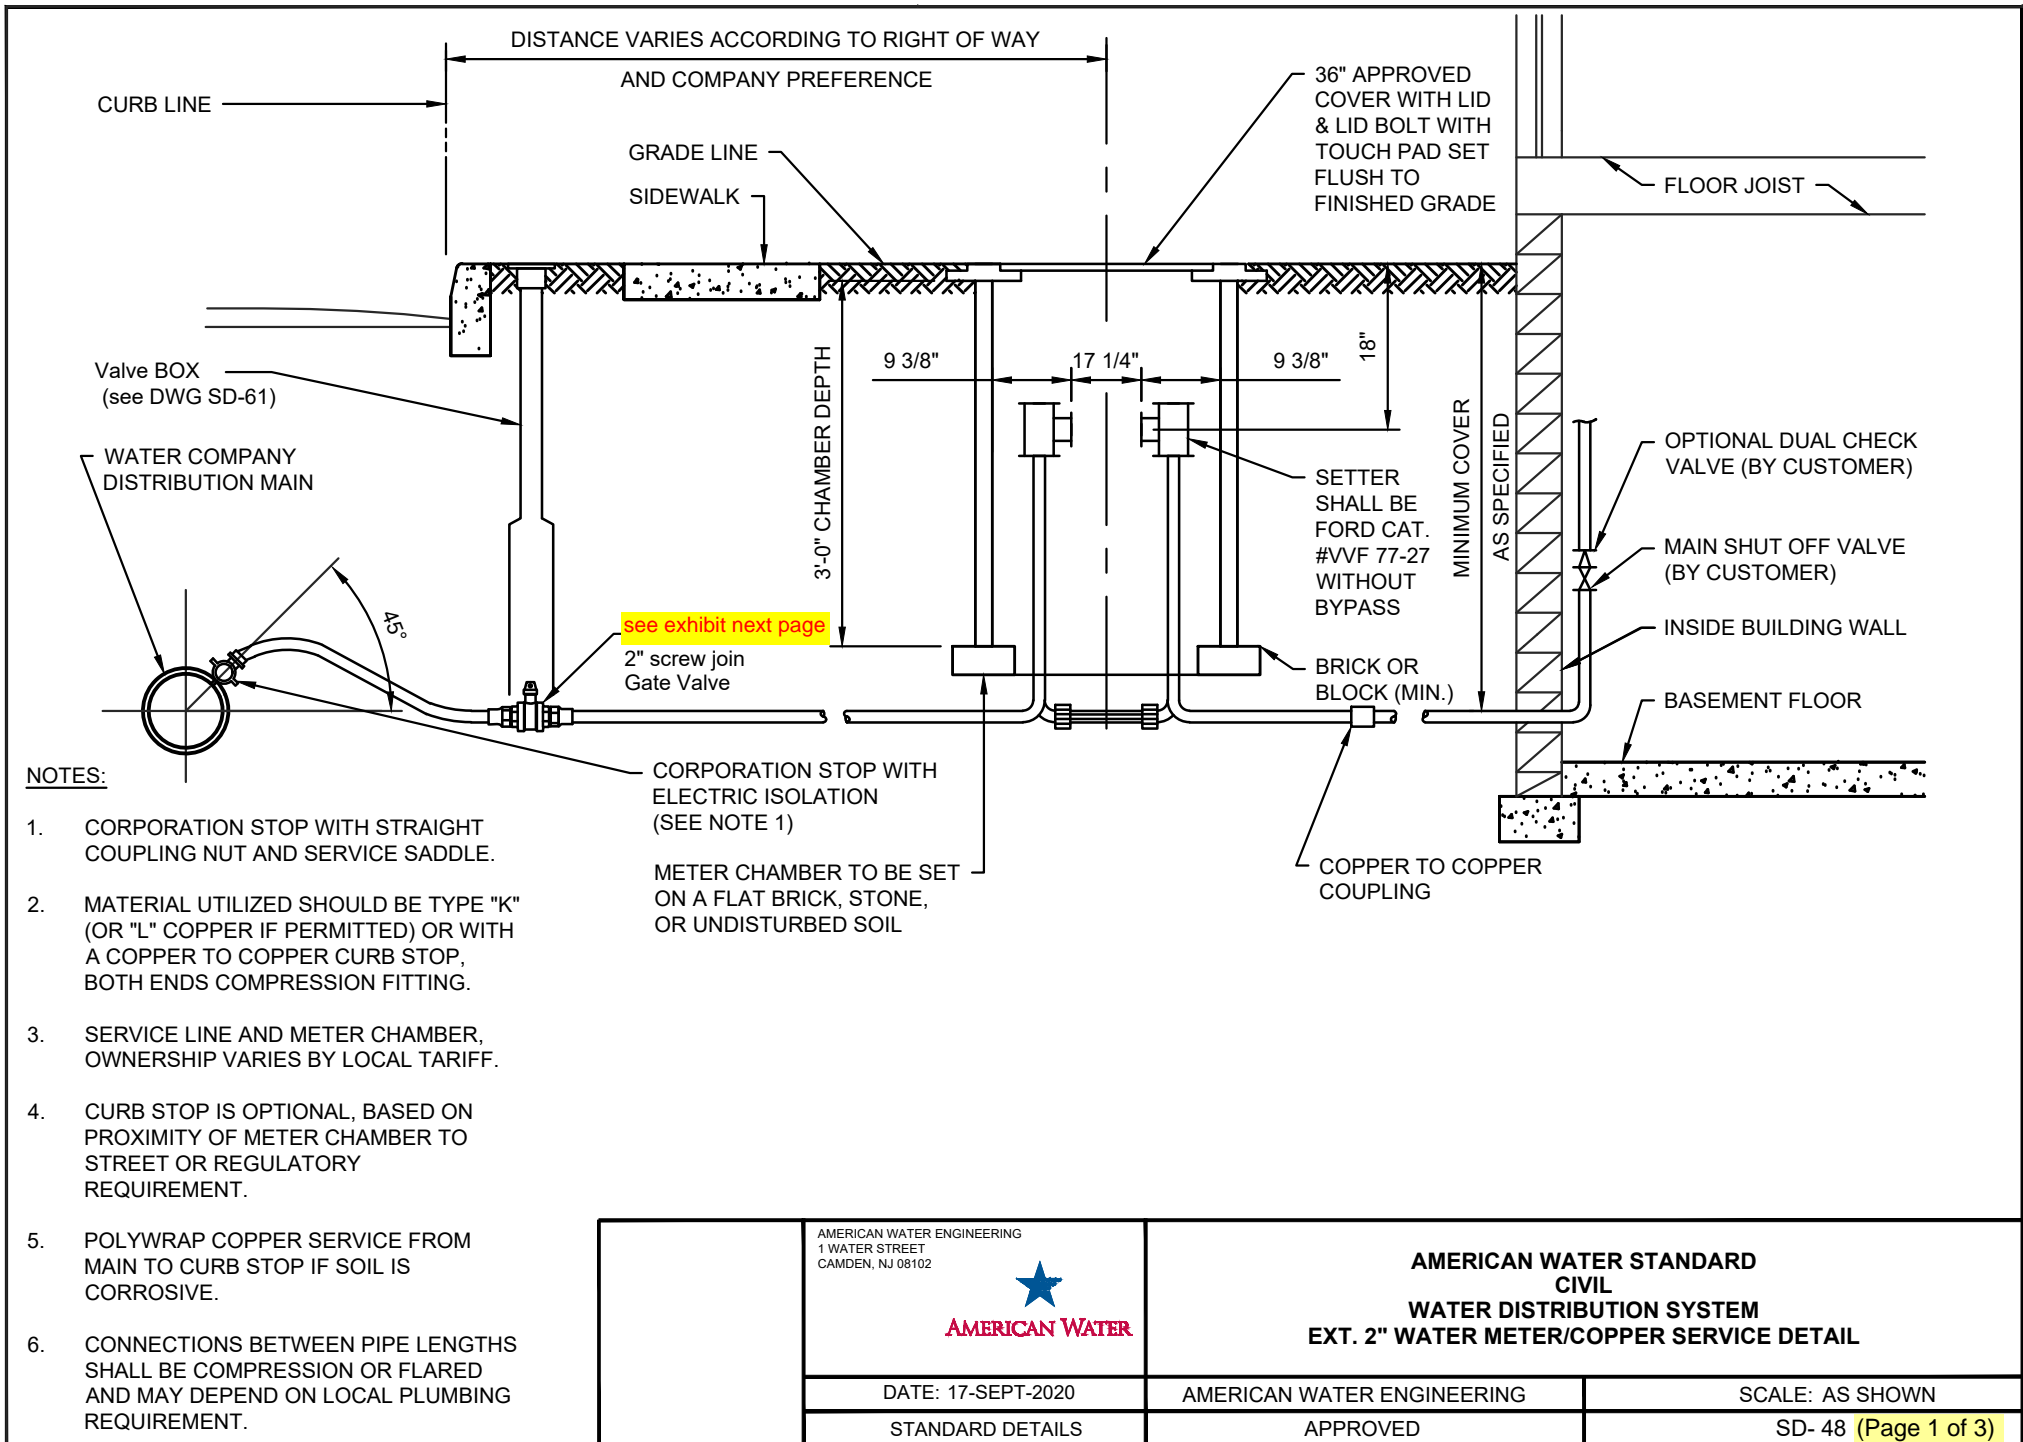 DISTANCE VARIES ACCORDING TO RIGHT OF WAY
AND COMPANY PREFERENCE
CURB LINE
GRADE LINE
SIDEWALK
36" APPROVED
COVER WITH LID
& LID BOLT WITH
TOUCH PAD SET
FLUSH TO
FINISHED GRADE
FLOOR JOIST
Valve BOX
(see DWG SD-61)
WATER COMPANY
DISTRIBUTION MAIN
45°
3'-0" CHAMBER DEPTH
9 3/8"
17 1/4"
9 3/8"
18"
MINIMUM COVER
AS SPECIFIED
SETTER
SHALL BE
FORD CAT.
#VVF 77-27
WITHOUT
BYPASS
OPTIONAL DUAL CHECK
VALVE (BY CUSTOMER)
MAIN SHUT OFF VALVE
(BY CUSTOMER)
INSIDE BUILDING WALL
BASEMENT FLOOR
see exhibit next page
2" screw join
Gate Valve
BRICK OR
BLOCK (MIN.)
CORPORATION STOP WITH
ELECTRIC ISOLATION
(SEE NOTE 1)
METER CHAMBER TO BE SET
ON A FLAT BRICK, STONE,
OR UNDISTURBED SOIL
COPPER TO COPPER
COUPLING
NOTES:
1. CORPORATION STOP WITH STRAIGHT
COUPLING NUT AND SERVICE SADDLE.
2. MATERIAL UTILIZED SHOULD BE TYPE "K"
(OR "L" COPPER IF PERMITTED) OR WITH
A COPPER TO COPPER CURB STOP,
BOTH ENDS COMPRESSION FITTING.
3. SERVICE LINE AND METER CHAMBER,
OWNERSHIP VARIES BY LOCAL TARIFF.
4. CURB STOP IS OPTIONAL, BASED ON
PROXIMITY OF METER CHAMBER TO
STREET OR REGULATORY
REQUIREMENT.
5. POLYWRAP COPPER SERVICE FROM
MAIN TO CURB STOP IF SOIL IS
CORROSIVE.
6. CONNECTIONS BETWEEN PIPE LENGTHS
SHALL BE COMPRESSION OR FLARED
AND MAY DEPEND ON LOCAL PLUMBING
REQUIREMENT.
AMERICAN WATER ENGINEERING
1 WATER STREET
CAMDEN, NJ 08102
AMERICAN WATER
AMERICAN WATER STANDARD
CIVIL
WATER DISTRIBUTION SYSTEM
EXT. 2" WATER METER/COPPER SERVICE DETAIL
DATE: 17-SEPT-2020
AMERICAN WATER ENGINEERING
SCALE: AS SHOWN
STANDARD DETAILS
APPROVED
SD- 48 (Page 1 of 3)